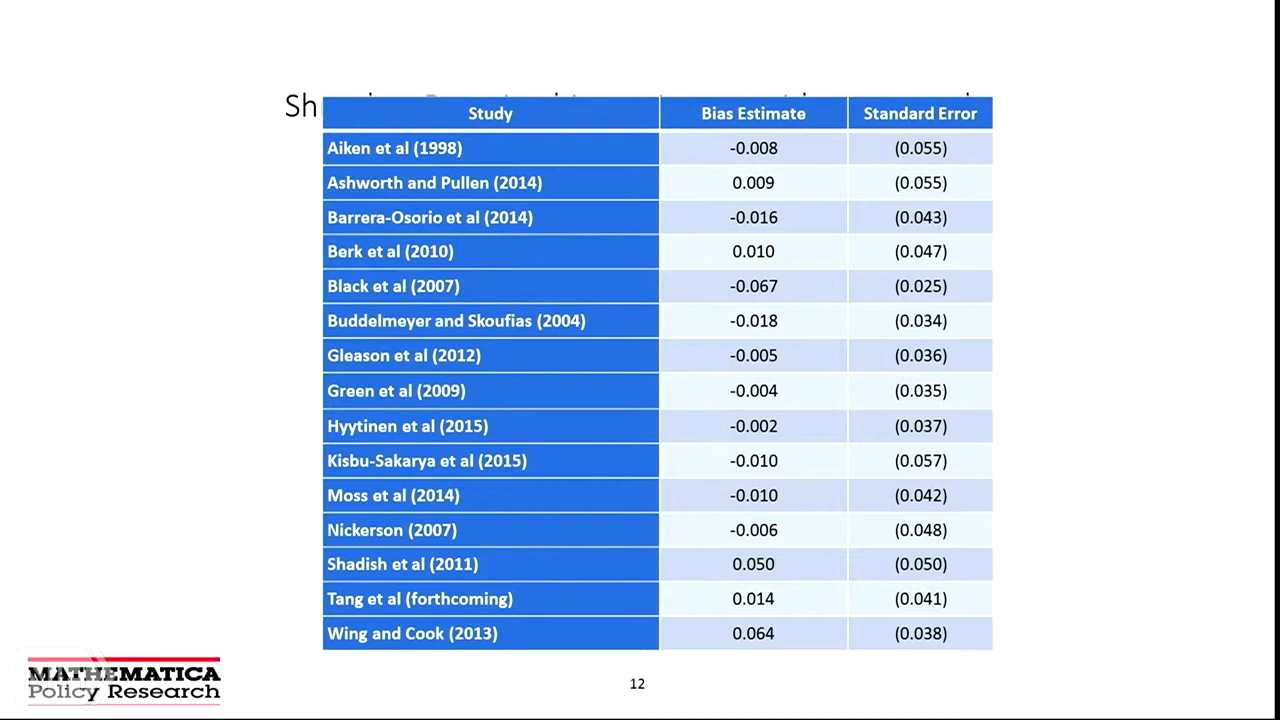 Study Bias Estimate Standard Error
Aiken et al (1998) -0.008 (0.055)
Ashworth and Pullen (2014) 0.009 (0.055)
Barrera-Osorio et al (2014) -0.016 (0.043)
Berk et al (2010) 0.010 (0.047)
Black et al (2007) -0.067 (0.025)
Buddelmeyer and Skoufias (2004) -0.018 (0.034)
Gleason et al (2012) -0.005 (0.036)
Green et al (2009) -0.004 (0.035)
Hyytinen et al (2015) -0.002 (0.037)
Kisbu-Sakarya et al (2015) -0.010 (0.057)
Moss et al (2014) -0.010 (0.042)
Nickerson (2007) -0.006 (0.048)
Shadish et al (2011) 0.050 (0.050)
Tang et al (forthcoming) 0.014 (0.041)
Wing and Cook (2013) 0.064 (0.038)
MATHEMATICA
Policy Research
12